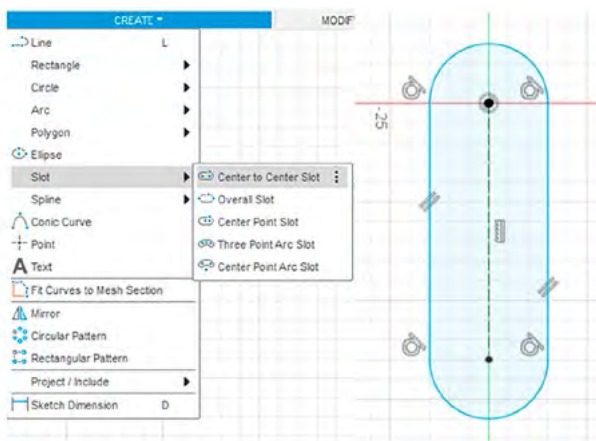 CREATE
MODIF
Line L
Rectangle
Circle
Arc
Polygon
Ellipse
Slot
Spline
Conic Curve
Point
A Text
Fit Curves to Mesh Section
Mirror
Circular Pattern
Rectangular Pattern
Project / Include
Sketch Dimension D
Center to Center Slot
Overall Slot
Center Point Slot
Three Point Arc Slot
Center Point Arc Slot
-25